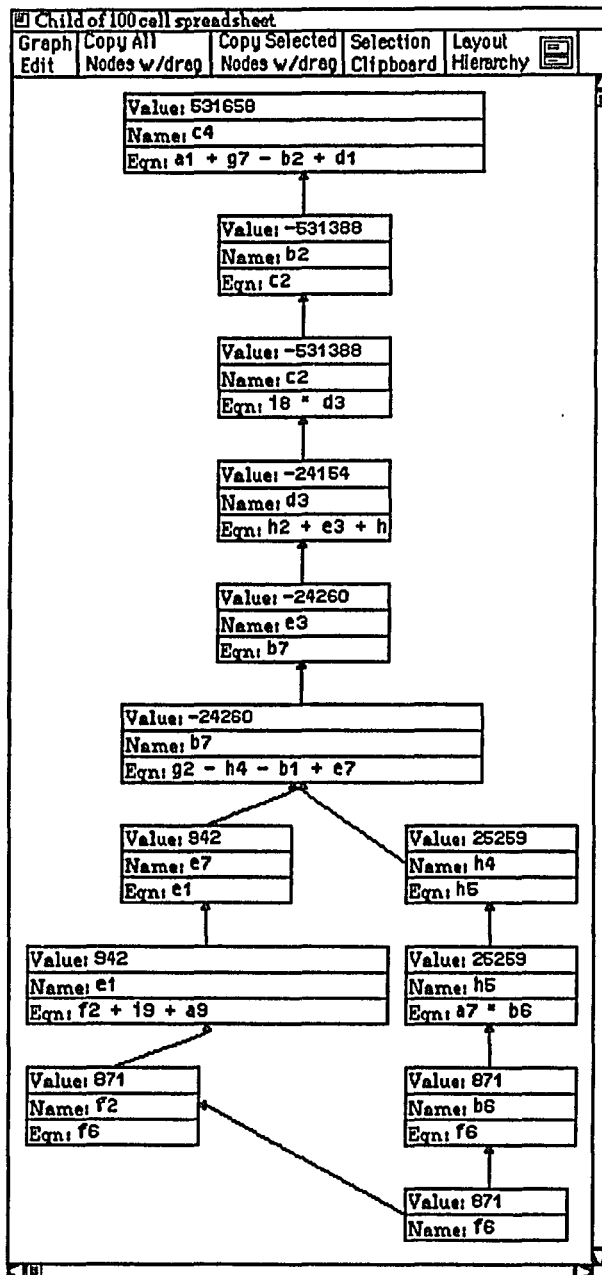 Child of 100 cell spreadsheet
Graph Edit
Copy All Nodes w/drag
Copy Selected Nodes w/drag
Selection Clipboard
Layout Hierarchy
Value: 531658
Name: c4
Eqn: a1 + g7 - b2 + d1
Value: -531388
Name: b2
Eqn: c2
Value: -531388
Name: c2
Eqn: i8 * d3
Value: -24154
Name: d3
Eqn: h2 + e3 + h
Value: -24260
Name: e3
Eqn: b7
Value: -24260
Name: b7
Eqn: g2 - h4 - b1 + e7
Value: 942
Name: e7
Eqn: e1
Value: 25259
Name: h4
Eqn: h5
Value: 942
Name: e1
Eqn: f2 + i9 + a9
Value: 25259
Name: h5
Eqn: a7 * b6
Value: 871
Name: f2
Eqn: f6
Value: 871
Name: b6
Eqn: f6
Value: 871
Name: f6